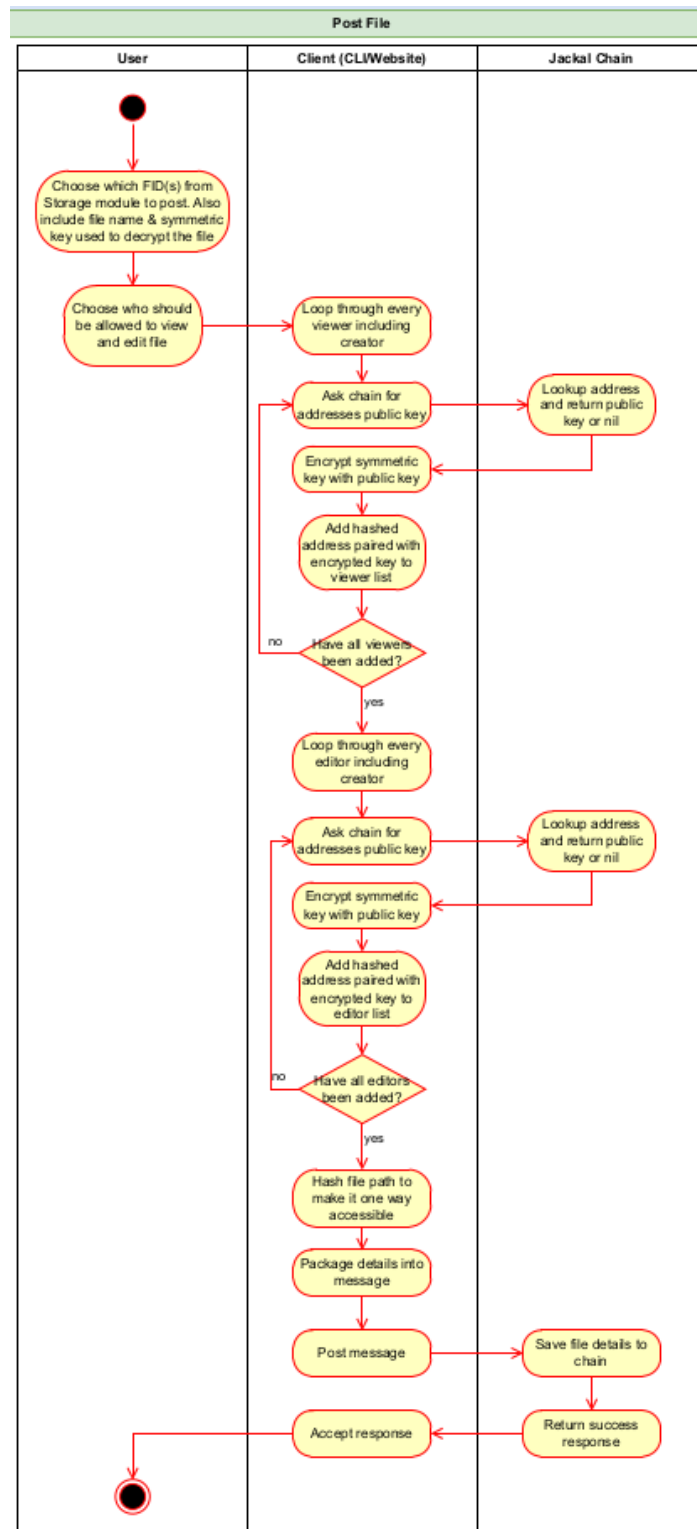 Post File
User
Client (CLI/Website)
Jackal Chain
Choose which FID(s) from
Storage module to post. Also
include file name & symmetric
key used to decrypt the file
Choose who should
be allowed to view
and edit file
Loop through every
viewer including
creator
Ask chain for
addresses public key
Lookup address
and return public
key or nil
Encrypt symmetric
key with public key
Add hashed
address paired with
encrypted key to
viewer list
no
Have all viewers
been added?
yes
Loop through every
editor including
creator
Ask chain for
addresses public key
Lookup address
and return public
key or nil
Encrypt symmetric
key with public key
Add hashed
address paired with
encrypted key to
editor list
no
Have all editors
been added?
yes
Hash file path to
make it one way
accessible
Package details into
message
Post message
Save file details to
chain
Return success
response
Accept response